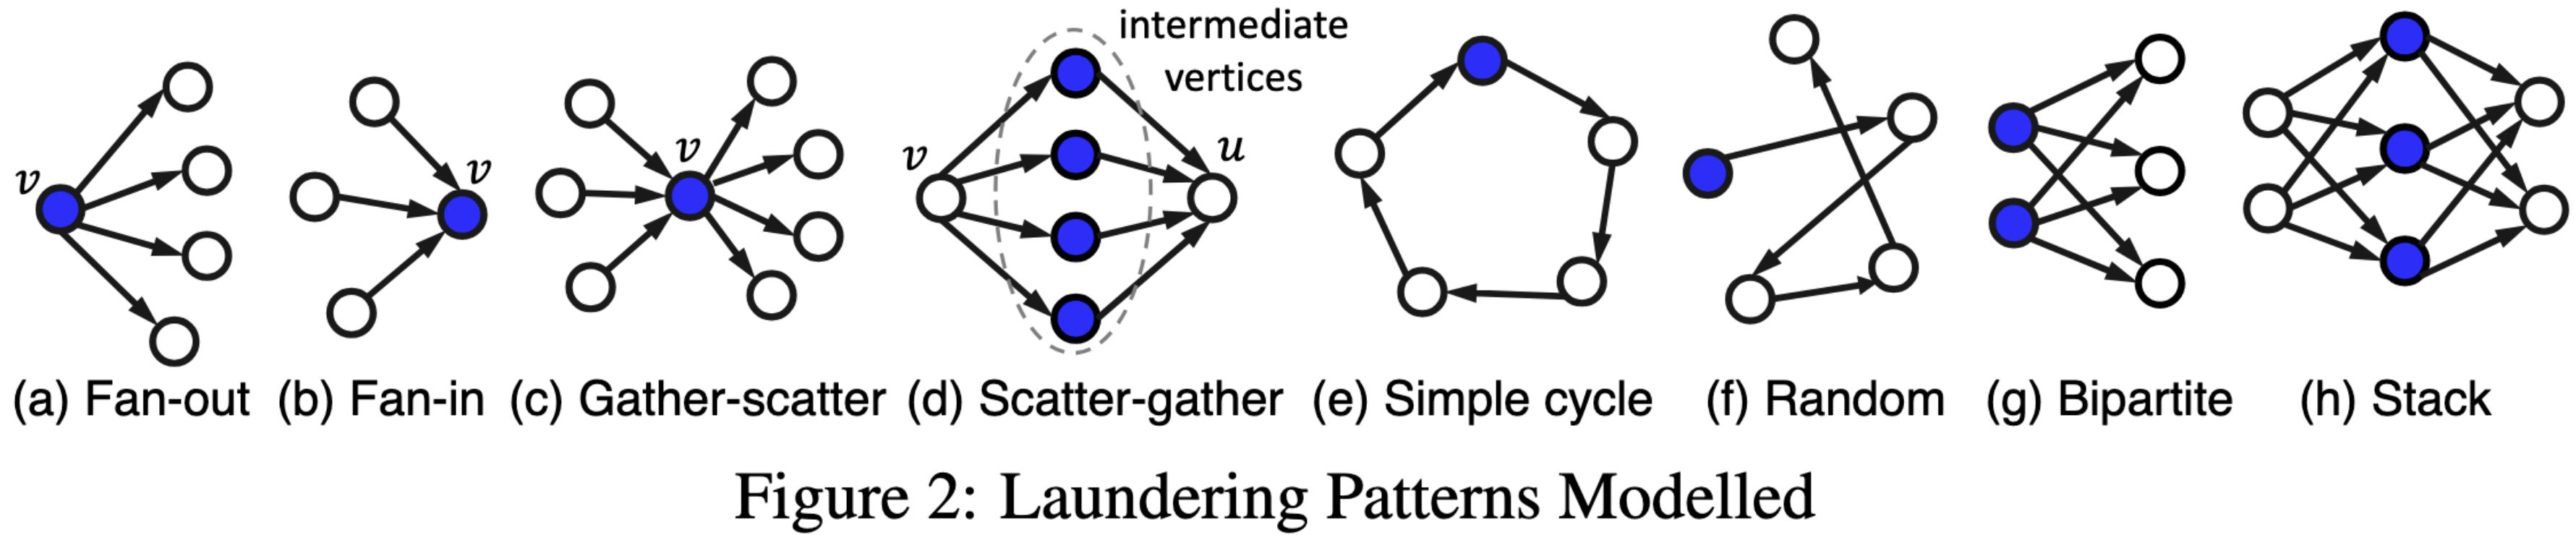 intermediate
vertices
v
v
v
v
u
(a) Fan-out (b) Fan-in (c) Gather-scatter (d) Scatter-gather (e) Simple cycle (f) Random (g) Bipartite (h) Stack
Figure 2: Laundering Patterns Modelled